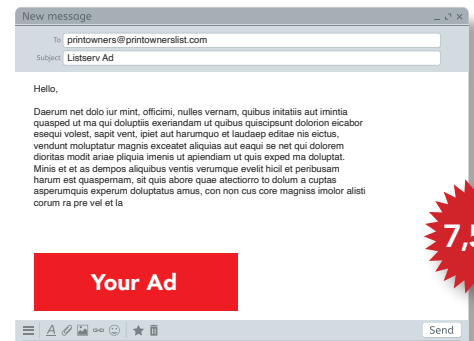 New message
To printowners@printownerslist.com
Subject Listserv Ad
Hello,
Daerum net dolo iur mint, officimi, nulles vernam, quibus initatiis aut imintia
quasped ut ma qui doluptiis exeriandam ut quibus quiscipsunt dolorion eicabor
esequi volest, sapit vent, ipiet aut harumquo et laudaep editae nis eictus,
vendunt moluptatur magnis exceatet aliquias aut eaqui se net qui dolorem
dioritas modit ariae pliquia imenis ut apiendiam ut quis exped ma doluptat.
Minis et et as dempos aliquibus ventis verumque evelit hicil et peribusam
harum est quaspernam, sit quis abore quae atectiorro to dolum a cuptas
asperumquis experum doluptatus amus, con non cus core magniss imolor alisti
corum ra pre vel et la
7,5
Your Ad
Send